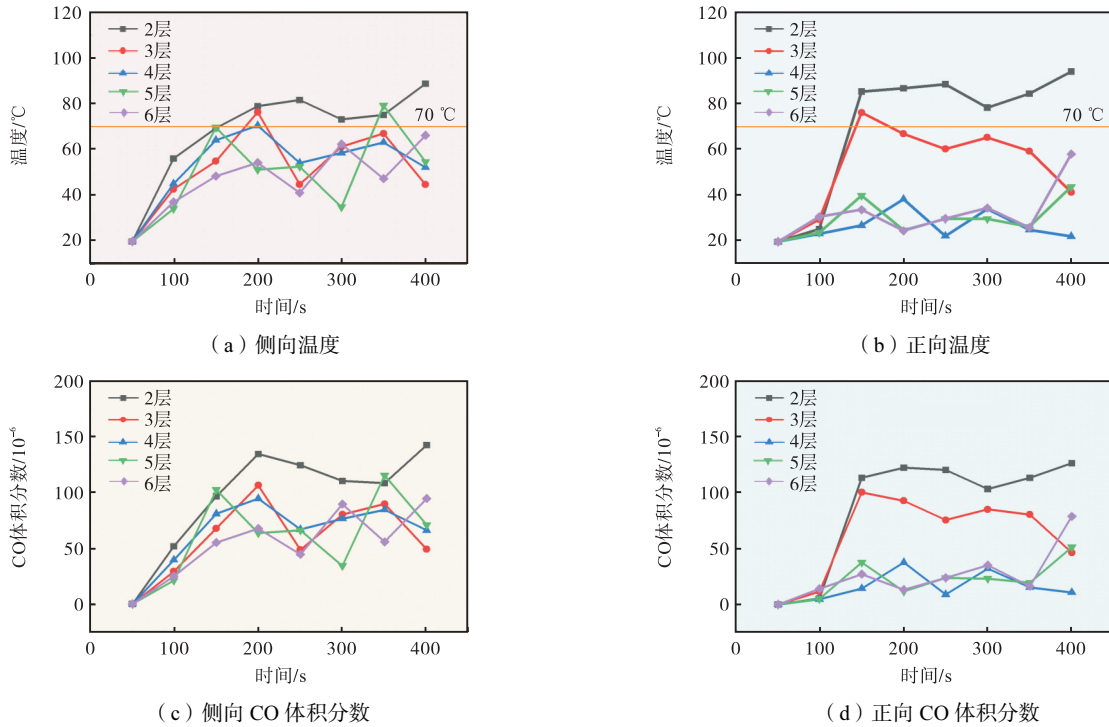 120
100
80
60
40
20
温度/℃
2层
3层
4层
5层
6层
70 ℃
0
100
200
300
400
时间/s
（a）侧向温度
120
100
80
60
40
20
温度/℃
2层
3层
4层
5层
6层
70 ℃
0
100
200
300
400
时间/s
（b）正向温度
200
150
100
50
0
CO体积分数/10⁻⁶
2层
3层
4层
5层
6层
0
100
200
300
400
时间/s
（c）侧向 CO 体积分数
200
150
100
50
0
CO体积分数/10⁻⁶
2层
3层
4层
5层
6层
0
100
200
300
400
时间/s
（d）正向 CO 体积分数